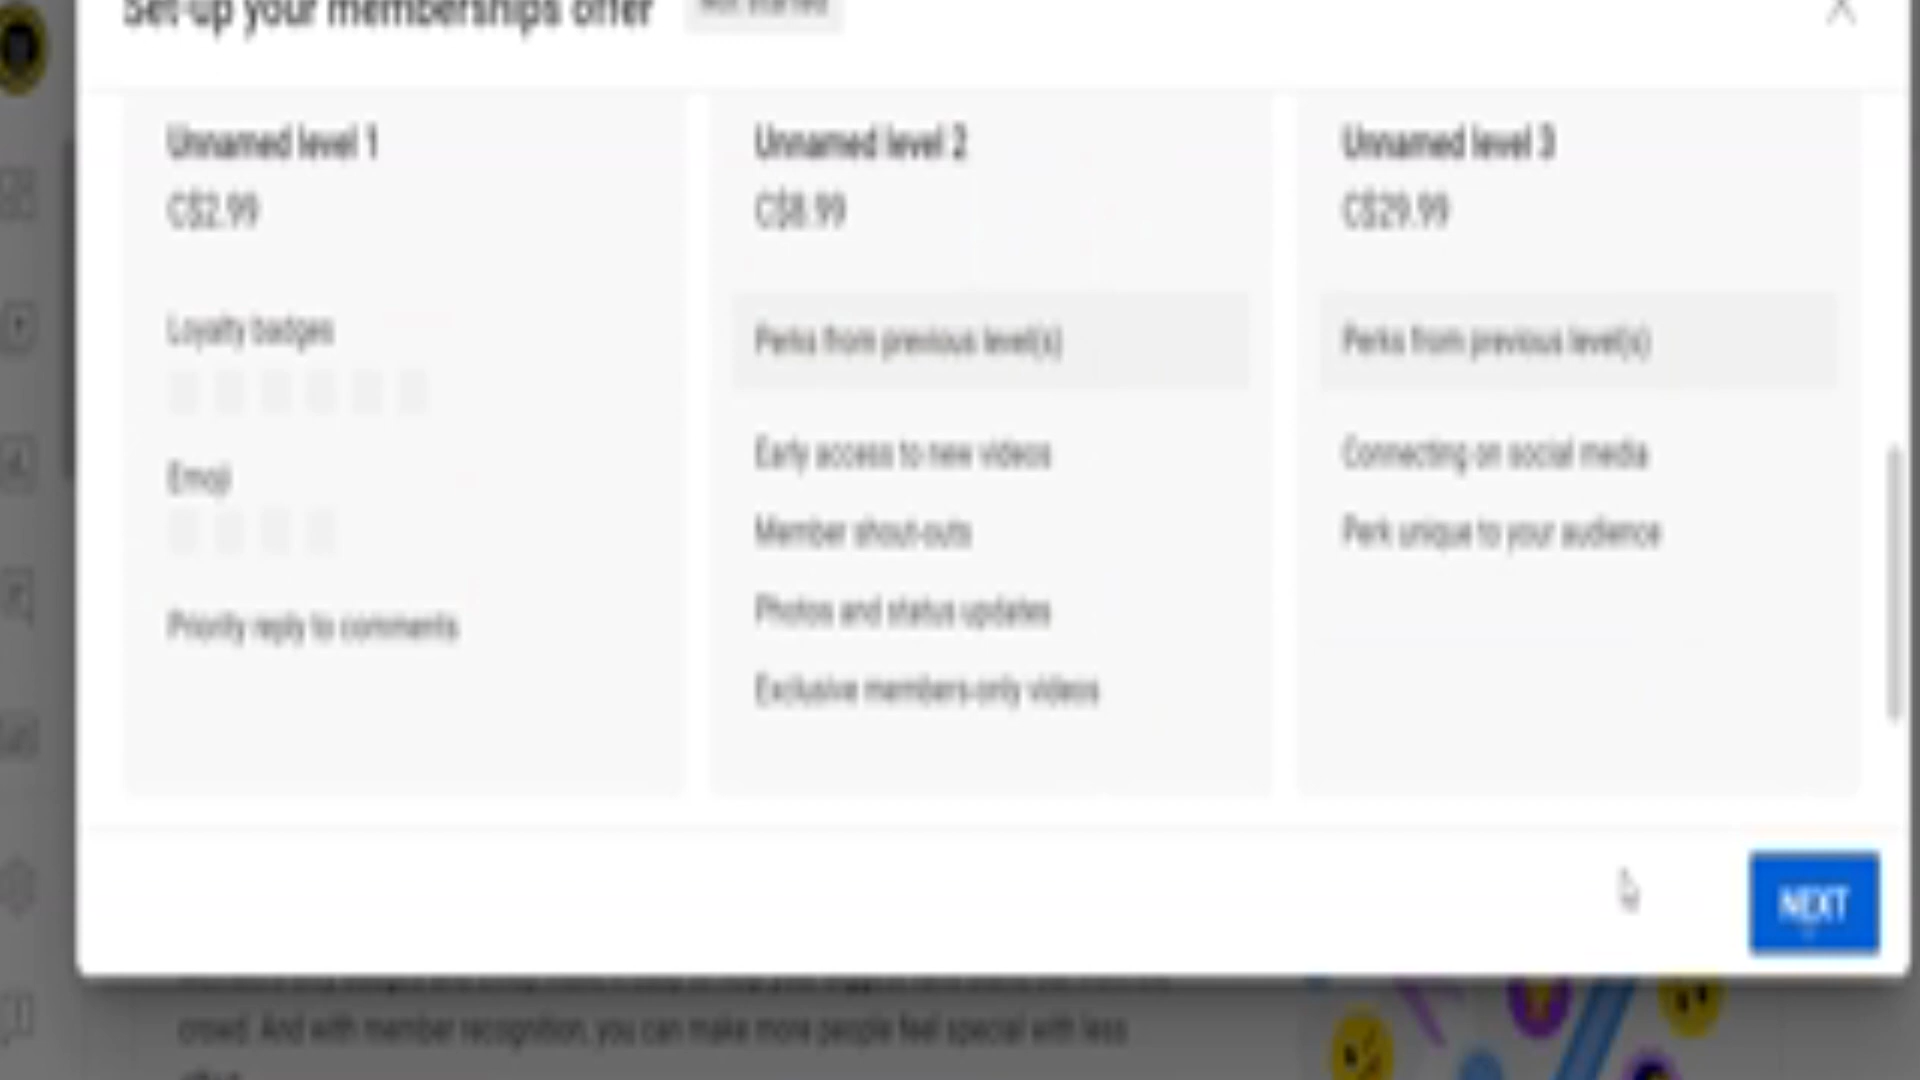 Set-up your memberships offer
Not started
Unnamed level 1
C$2.99
Loyalty badges
Emoji
Priority reply to comments
Unnamed level 2
C$8.99
Perks from previous level(s)
Early access to new videos
Member shout-outs
Photos and status updates
Exclusive members-only videos
Unnamed level 3
C$29.99
Perks from previous level(s)
Connecting on social media
Perk unique to your audience
NEXT
crowd. And with member recognition, you can make more people feel special with less